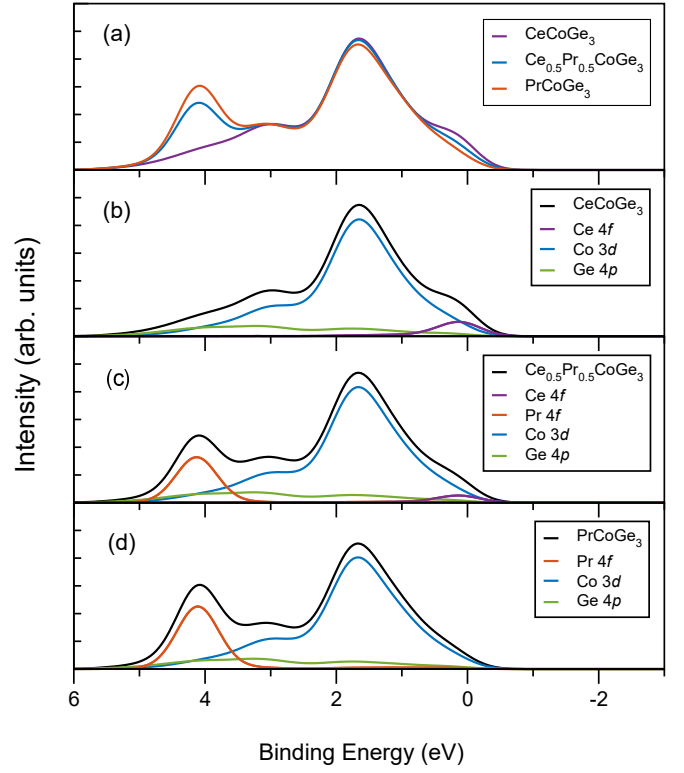 (a)
CeCoGe3
Ce0.5Pr0.5CoGe3
PrCoGe3
(b)
CeCoGe3
Ce 4f
Co 3d
Ge 4p
(c)
Ce0.5Pr0.5CoGe3
Ce 4f
Pr 4f
Co 3d
Ge 4p
(d)
PrCoGe3
Pr 4f
Co 3d
Ge 4p
Intensity (arb. units)
6 4 2 0 -2
Binding Energy (eV)